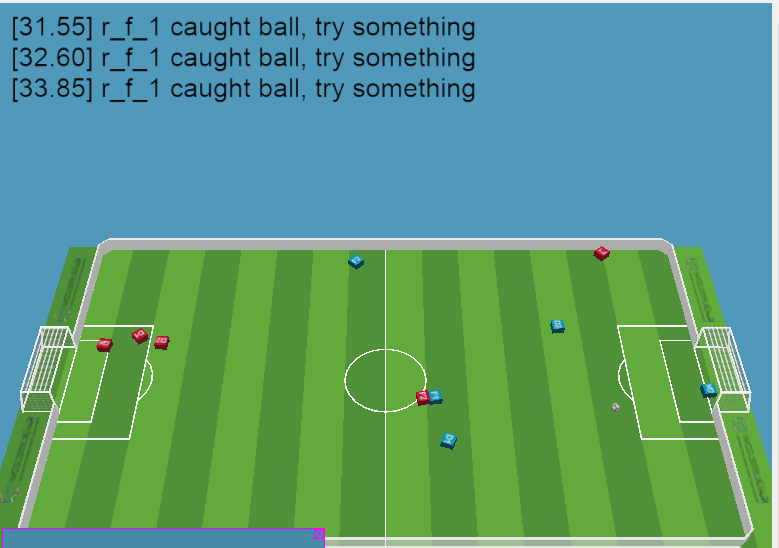 [31.55] r_f_1 caught ball, try something
[32.60] r_f_1 caught ball, try something
[33.85] r_f_1 caught ball, try something